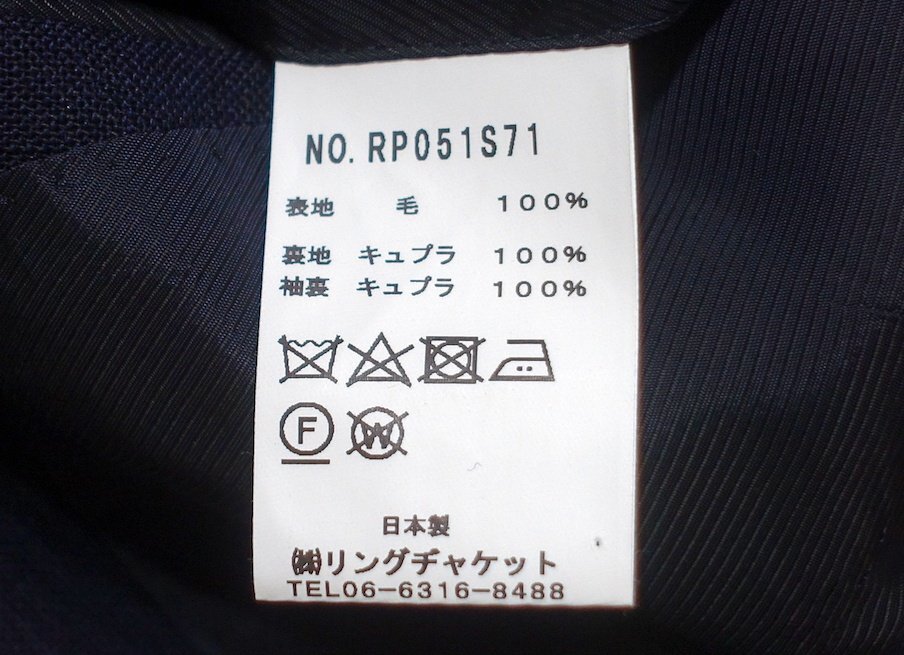 NO. RP051S71
表地 毛 100%
裏地 キュプラ 100%
袖裏 キュプラ 100%
F W
日本製
㈱リングヂャケット
TEL06-6316-8488